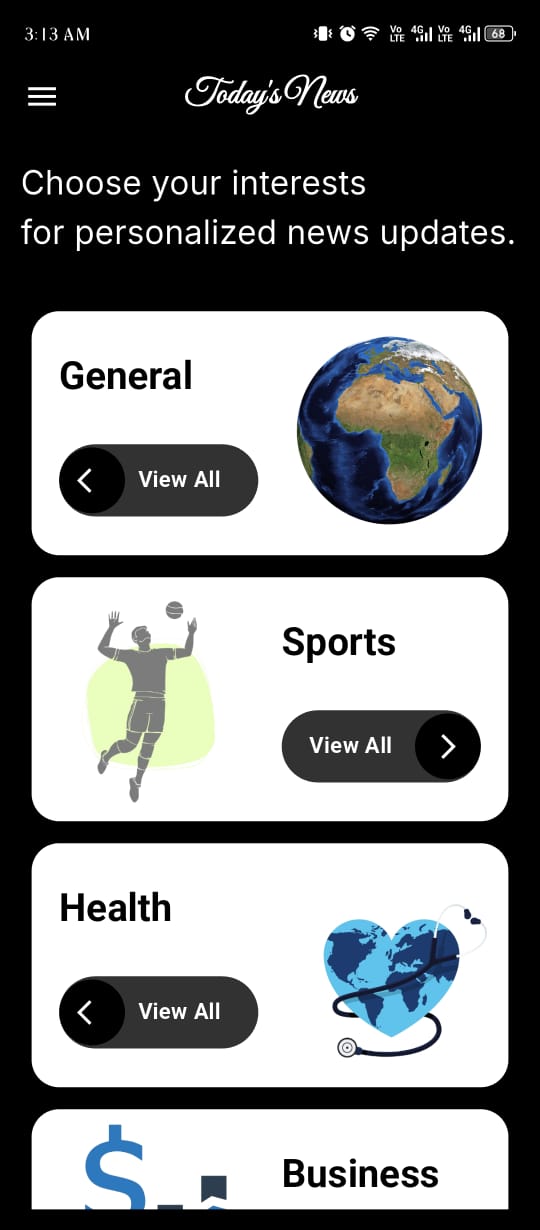 3:13 AM Vo LTE 4G Vo LTE 4G 68
Today's News
Choose your interests
for personalized news updates.
General
View All
Sports
View All
Health
View All
Business